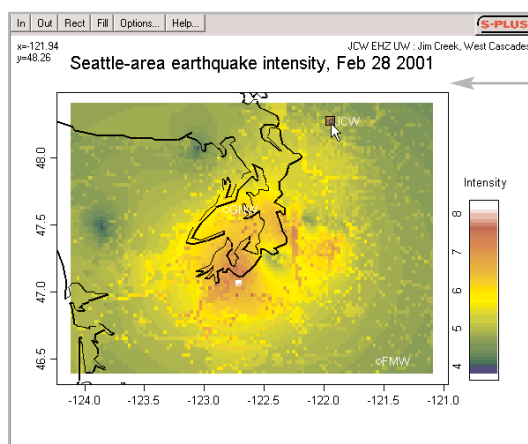 In Out Rect Fill Options... Help...
S-PLUS
x=-121.94
y=48.26
JCW EHZ UW : Jim Creek, West Cascades
Seattle-area earthquake intensity, Feb 28 2001
JCW
48.0
47.5
47.0
46.5
FMW
-124.0 -123.5 -123.0 -122.5 -122.0 -121.5 -121.0
Intensity
8
7
6
5
4